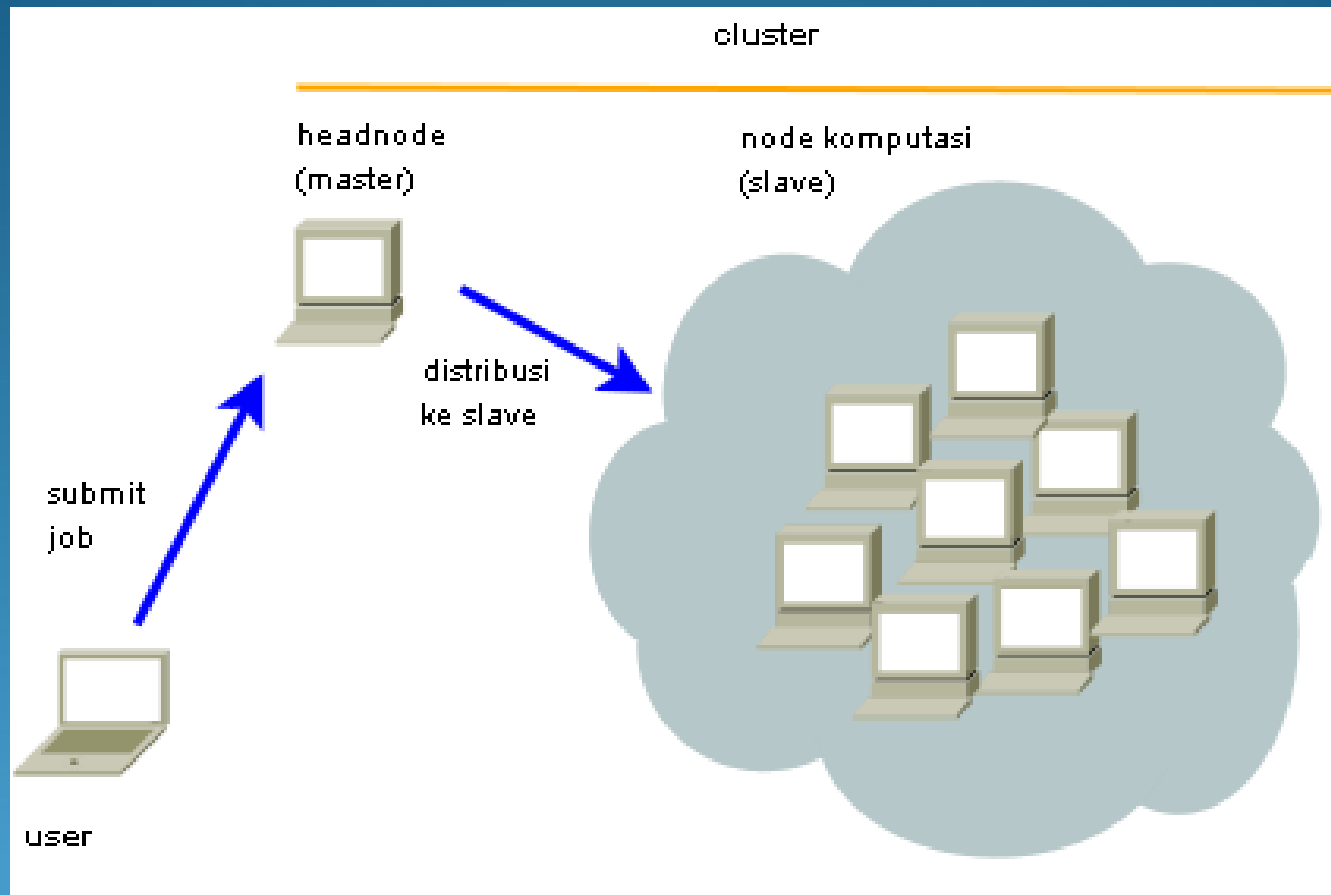 cluster
headnode
(master)
node komputasi
(slave)
distribusi
ke slave
submit
job
user